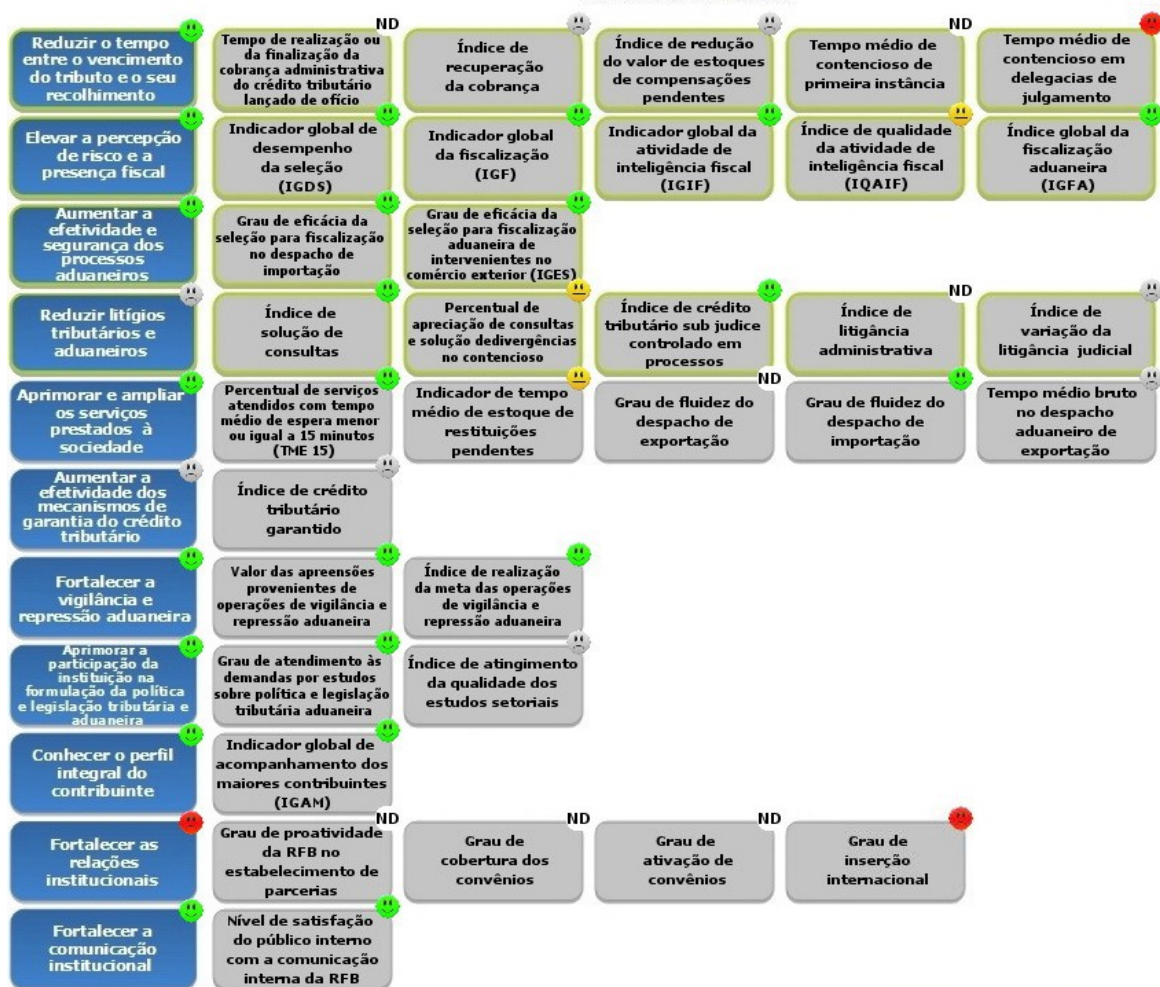 ND
ND
Reduzir o tempo
entre o vencimento
do tributo e o seu
recolhimento
Tempo de realização ou
da finalização da
cobrança administrativa
do crédito tributário
lançado de ofício
Índice de
recuperação
da cobrança
Índice de redução
do valor de estoques
de compensações
pendentes
Tempo médio de
contencioso de
primeira instância
Tempo médio de
contencioso em
delegacias de
julgamento
Elevar a percepção
de risco e a
presença fiscal
Indicador global de
desempenho
da seleção
(IGDS)
Indicador global
da fiscalização
(IGF)
Indicador global da
atividade de
inteligência fiscal
(IGIF)
Índice de qualidade
da atividade de
inteligência fiscal
(IQAIF)
Índice global da
fiscalização
aduaneira
(IGFA)
Aumentar a
efetividade e
segurança dos
processos
aduaneiros
Grau de eficácia da
seleção para fiscalização
no despacho de
importação
Grau de eficácia da
seleção para fiscalização
aduaneira de
intervenientes no
comércio exterior (IGES)
ND
Reduzir litígios
tributários e
aduaneiros
Índice de
solução de
consultas
Percentual de
apreciação de consultas
e solução dedivergências
no contencioso
Índice de crédito
tributário sub judice
controlado em
processos
Índice de
litigância
administrativa
Índice de
variação da
litigância judicial
ND
Aprimorar e ampliar
os serviços
prestados à
sociedade
Percentual de serviços
atendidos com tempo
médio de espera menor
ou igual a 15 minutos
(TME 15)
Indicador de tempo
médio de estoque de
restituições
pendentes
Grau de fluidez do
despacho de
exportação
Grau de fluidez do
despacho de
importação
Tempo médio bruto
no despacho
aduaneiro de
exportação
Aumentar a
efetividade dos
mecanismos de
garantia do crédito
tributário
Índice de crédito
tributário
garantido
Fortalecer a
vigilância e
repressão aduaneira
Valor das apreensões
provenientes de
operações de vigilância e
repressão aduaneira
Índice de realização
da meta das operações
de vigilância e
repressão aduaneira
Aprimorar a
participação da
instituição na
formulação da política
e legislação tributária e
aduaneira
Grau de atendimento às
demandas por estudos
sobre política e legislação
tributária aduaneira
Índice de atingimento
da qualidade dos
estudos setoriais
Conhecer o perfil
integral do
contribuinte
Indicador global de
acompanhamento dos
maiores contribuintes
(IGAM)
ND
ND
ND
Fortalecer as
relações
institucionais
Grau de proatividade
da RFB no
estabelecimento de
parcerias
Grau de
cobertura dos
convênios
Grau de
ativação de
convênios
Grau de
inserção
internacional
Fortalecer a
comunicação
institucional
Nível de satisfação
do público interno
com a comunicação
interna da RFB